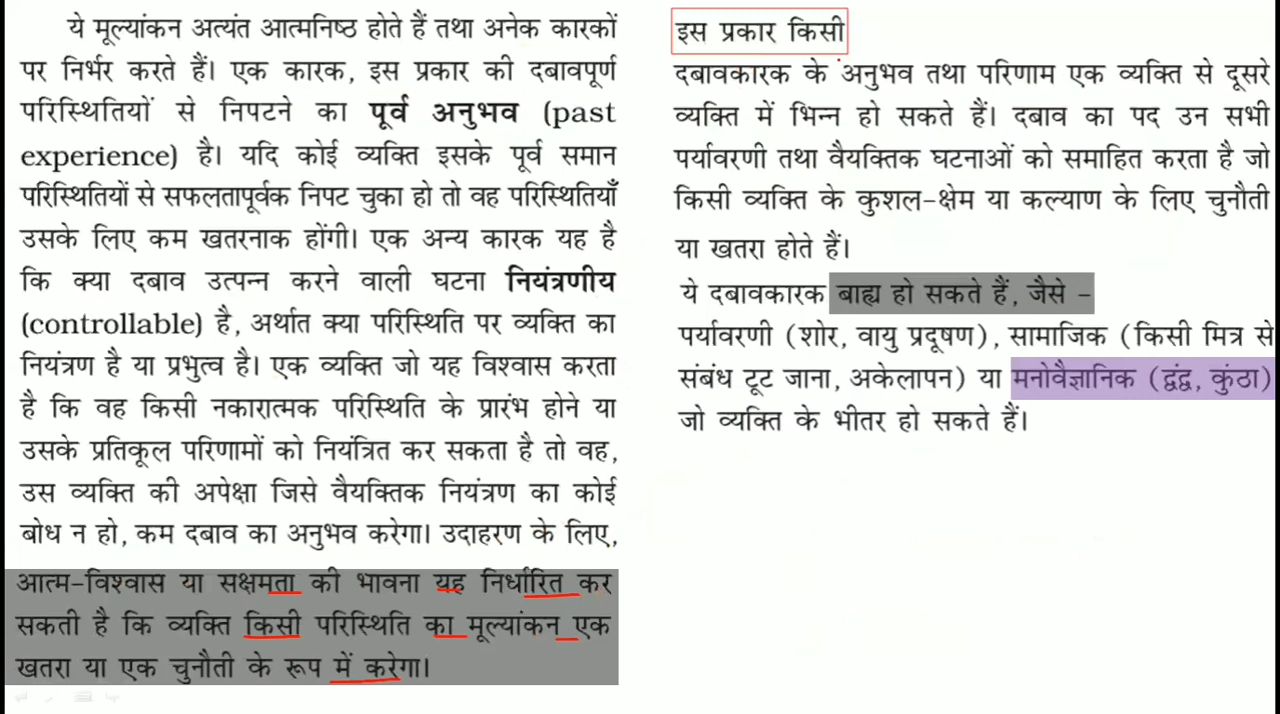 ये मूल्यांकन अत्यंत आत्मनिष्ठ होते हैं तथा अनेक कारकों
पर निर्भर करते हैं। एक कारक, इस प्रकार की दबावपूर्ण
परिस्थितियों से निपटने का पूर्व अनुभव (past
experience) है। यदि कोई व्यक्ति इसके पूर्व समान
परिस्थितियों से सफलतापूर्वक निपट चुका हो तो वह परिस्थितियाँ
उसके लिए कम खतरनाक होंगी। एक अन्य कारक यह है
कि क्या दबाव उत्पन्न करने वाली घटना नियंत्रणीय
(controllable) है, अर्थात क्या परिस्थिति पर व्यक्ति का
नियंत्रण है या प्रभुत्व है। एक व्यक्ति जो यह विश्वास करता
है कि वह किसी नकारात्मक परिस्थिति के प्रारंभ होने या
उसके प्रतिकूल परिणामों को नियंत्रित कर सकता है तो वह,
उस व्यक्ति की अपेक्षा जिसे वैयक्तिक नियंत्रण का कोई
बोध न हो, कम दबाव का अनुभव करेगा। उदाहरण के लिए,
आत्म-विश्वास या सक्षमता की भावना यह निर्धारित कर
सकती है कि व्यक्ति किसी परिस्थिति का मूल्यांकन एक
खतरा या एक चुनौती के रूप में करेगा।
इस प्रकार किसी
दबावकारक के अनुभव तथा परिणाम एक व्यक्ति से दूसरे
व्यक्ति में भिन्न हो सकते हैं। दबाव का पद उन सभी
पर्यावरणी तथा वैयक्तिक घटनाओं को समाहित करता है जो
किसी व्यक्ति के कुशल-क्षेम या कल्याण के लिए चुनौती
या खतरा होते हैं।
ये दबावकारक बाह्य हो सकते हैं, जैसे -
पर्यावरणी (शोर, वायु प्रदूषण), सामाजिक (किसी मित्र से
संबंध टूट जाना, अकेलापन) या मनोवैज्ञानिक (द्वंद्व, कुंठा)
जो व्यक्ति के भीतर हो सकते हैं।